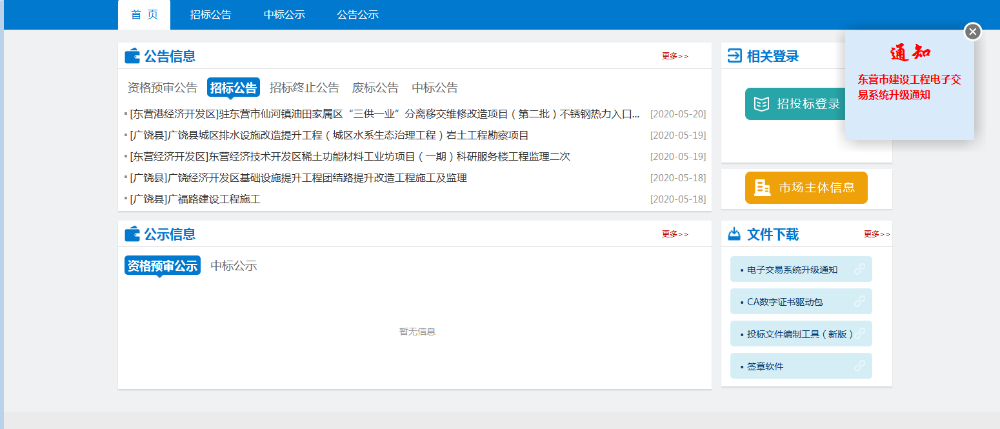 首 页 招标公告 中标公示 公告公示
公告信息 更多>>
资格预审公告 招标公告 招标终止公告 废标公告 中标公告
[东营港经济开发区]驻东营市仙河镇油田家属区“三供一业”分离移交维修改造项目（第二批）不锈钢热力入口... [2020-05-20]
[广饶县]广饶县城区排水设施改造提升工程（城区水系生态治理工程）岩土工程勘察项目 [2020-05-19]
[东营经济开发区]东营经济技术开发区稀土功能材料工业坊项目（一期）科研服务楼工程监理二次 [2020-05-19]
[广饶县]广饶经济开发区基础设施提升工程团结路提升改造工程施工及监理 [2020-05-18]
[广饶县]广福路建设工程施工 [2020-05-18]
公示信息 更多>>
资格预审公示 中标公示
暂无信息
相关登录
招投标登录
通知
东营市建设工程电子交
易系统升级通知
市场主体信息
文件下载 更多>>
• 电子交易系统升级通知
• CA数字证书驱动包
• 投标文件编制工具（新版）
• 签章软件